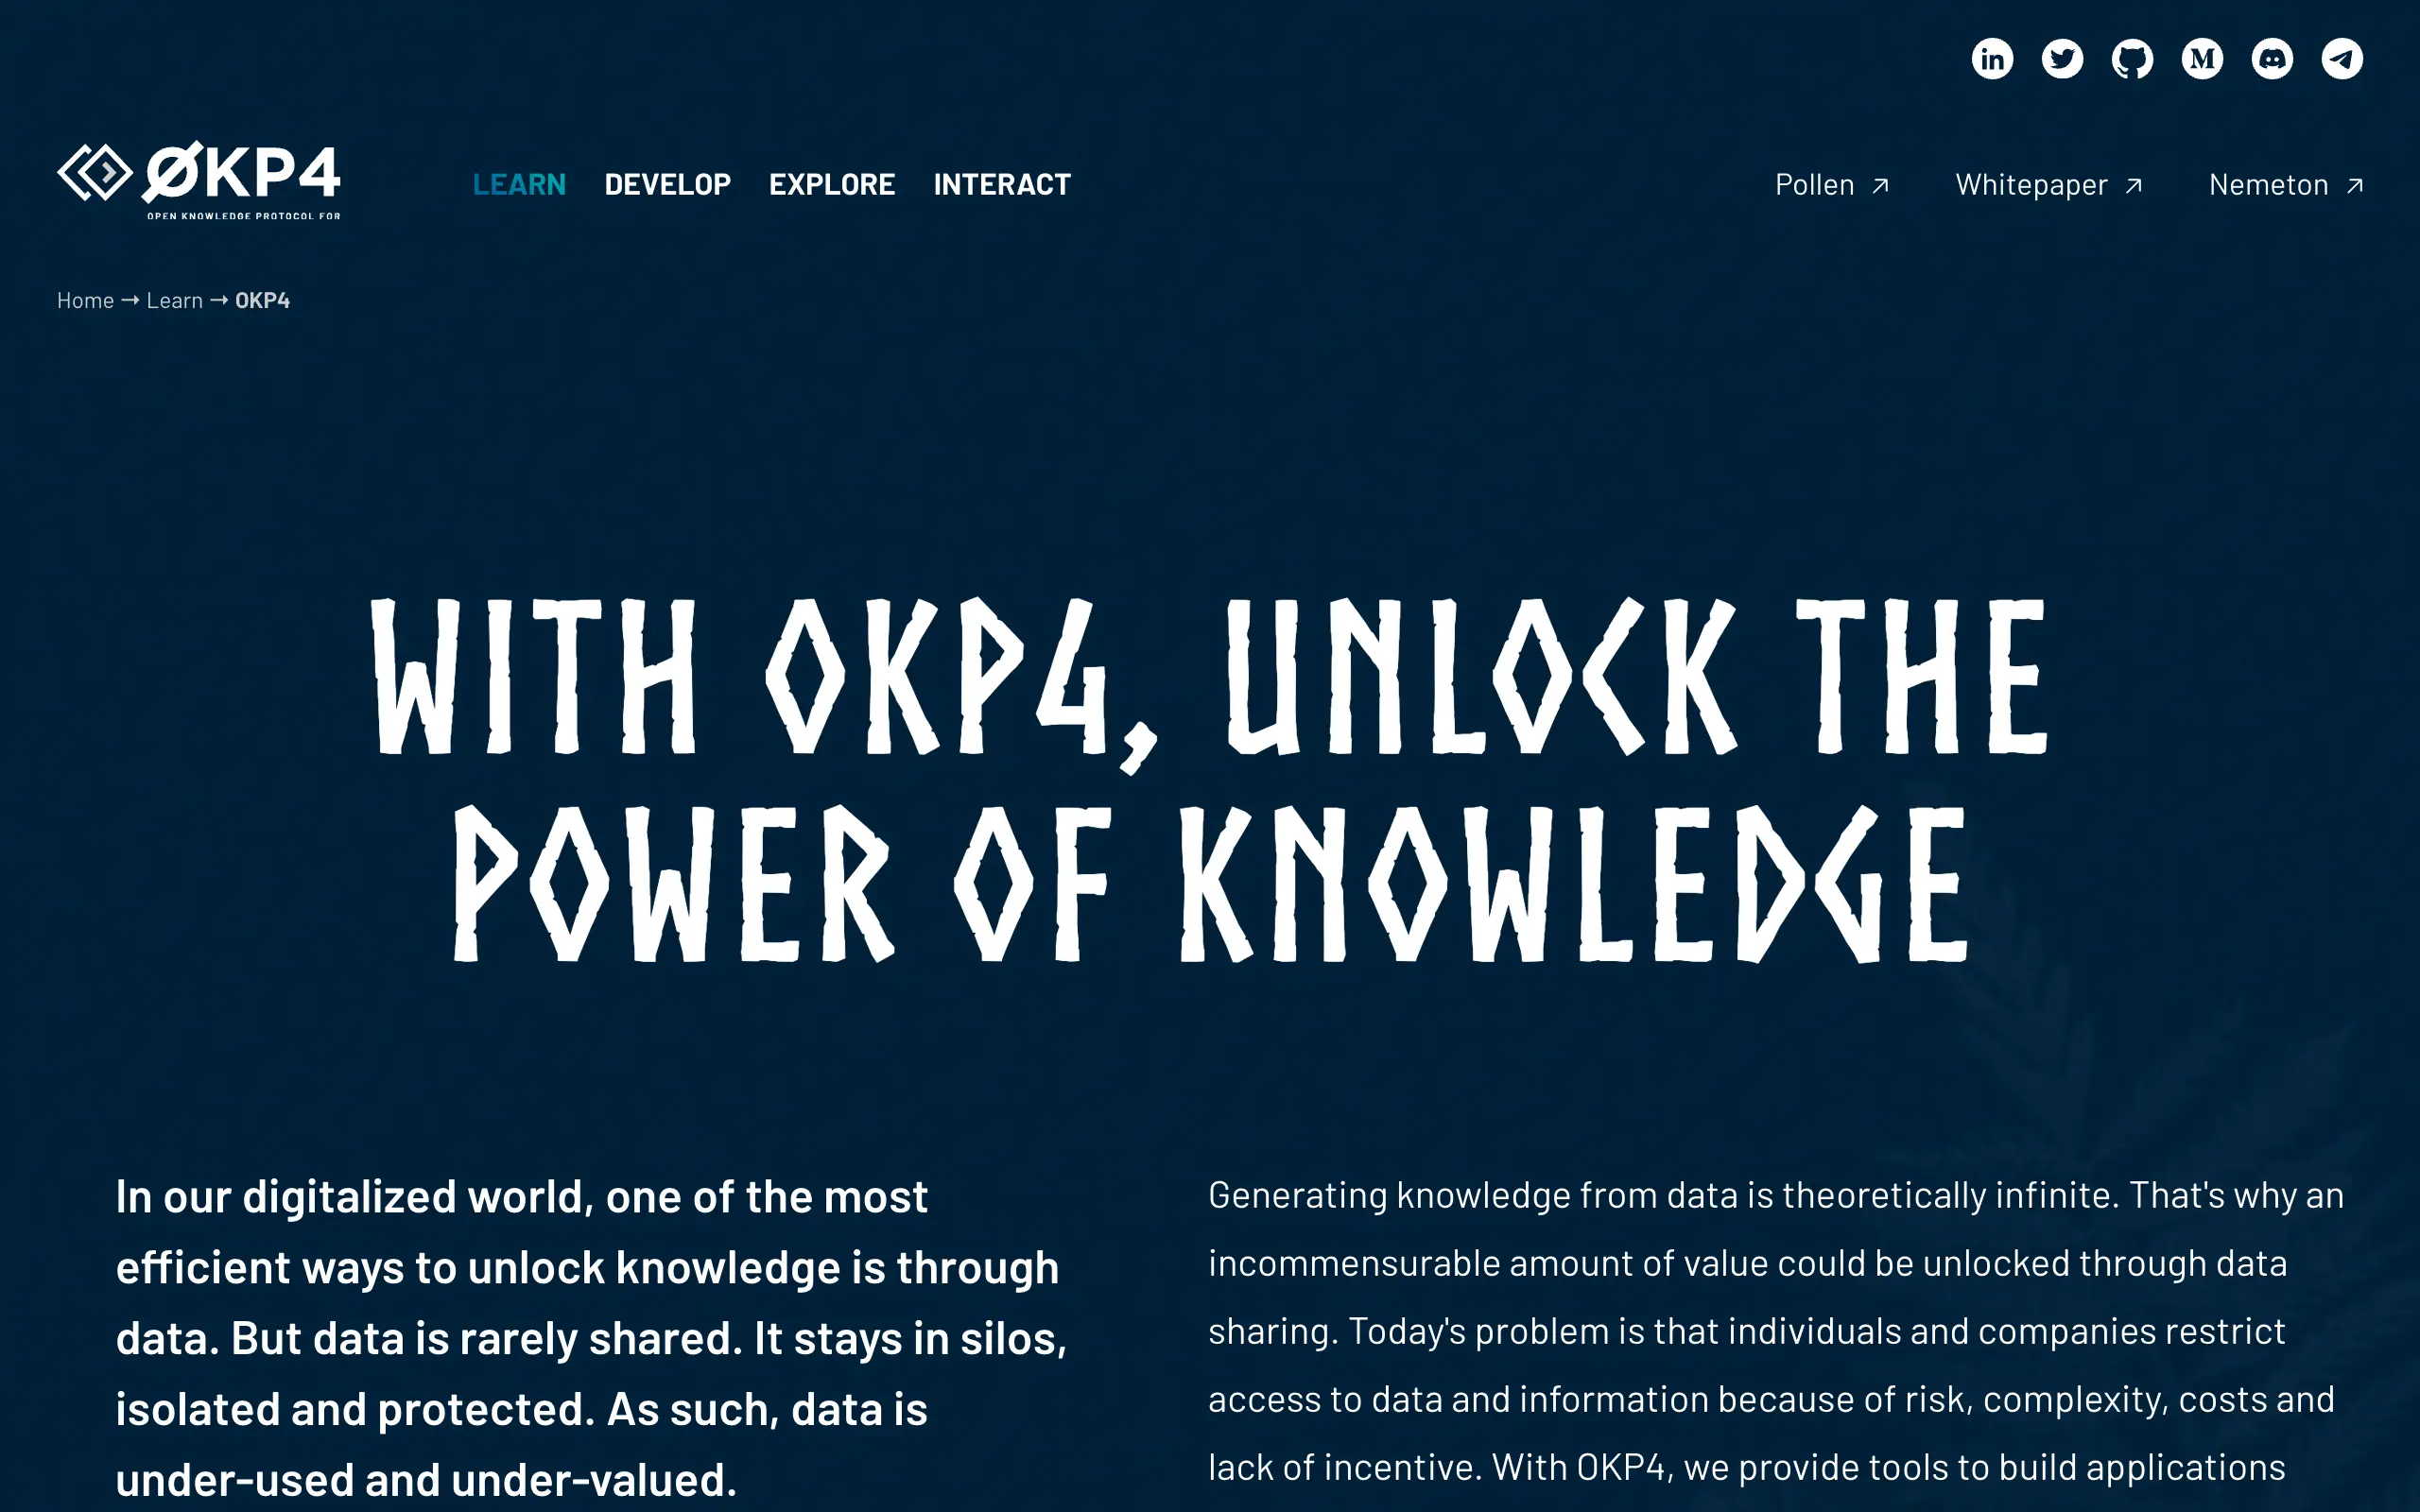 ØKP4
OPEN KNOWLEDGE PROTOCOL FOR
LEARN DEVELOP EXPLORE INTERACT
Pollen ↗ Whitepaper ↗ Nemeton ↗
Home → Learn → OKP4
WITH OKP4, UNLOCK THE
POWER OF KNOWLEDGE
In our digitalized world, one of the most
efficient ways to unlock knowledge is through
data. But data is rarely shared. It stays in silos,
isolated and protected. As such, data is
under-used and under-valued.
Generating knowledge from data is theoretically infinite. That's why an
incommensurable amount of value could be unlocked through data
sharing. Today's problem is that individuals and companies restrict
access to data and information because of risk, complexity, costs and
lack of incentive. With OKP4, we provide tools to build applications